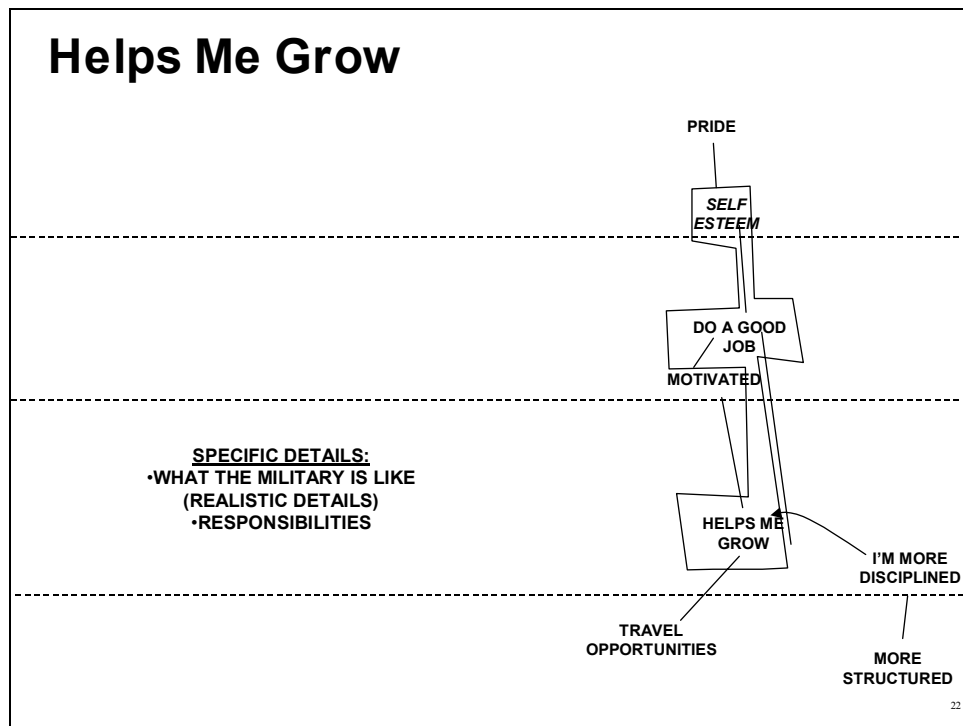 Helps Me Grow
PRIDE
SELF
ESTEEM
DO A GOOD
JOB
MOTIVATED
SPECIFIC DETAILS:
•WHAT THE MILITARY IS LIKE
(REALISTIC DETAILS)
•RESPONSIBILITIES
HELPS ME
GROW
I'M MORE
DISCIPLINED
TRAVEL
OPPORTUNITIES
MORE
STRUCTURED
22